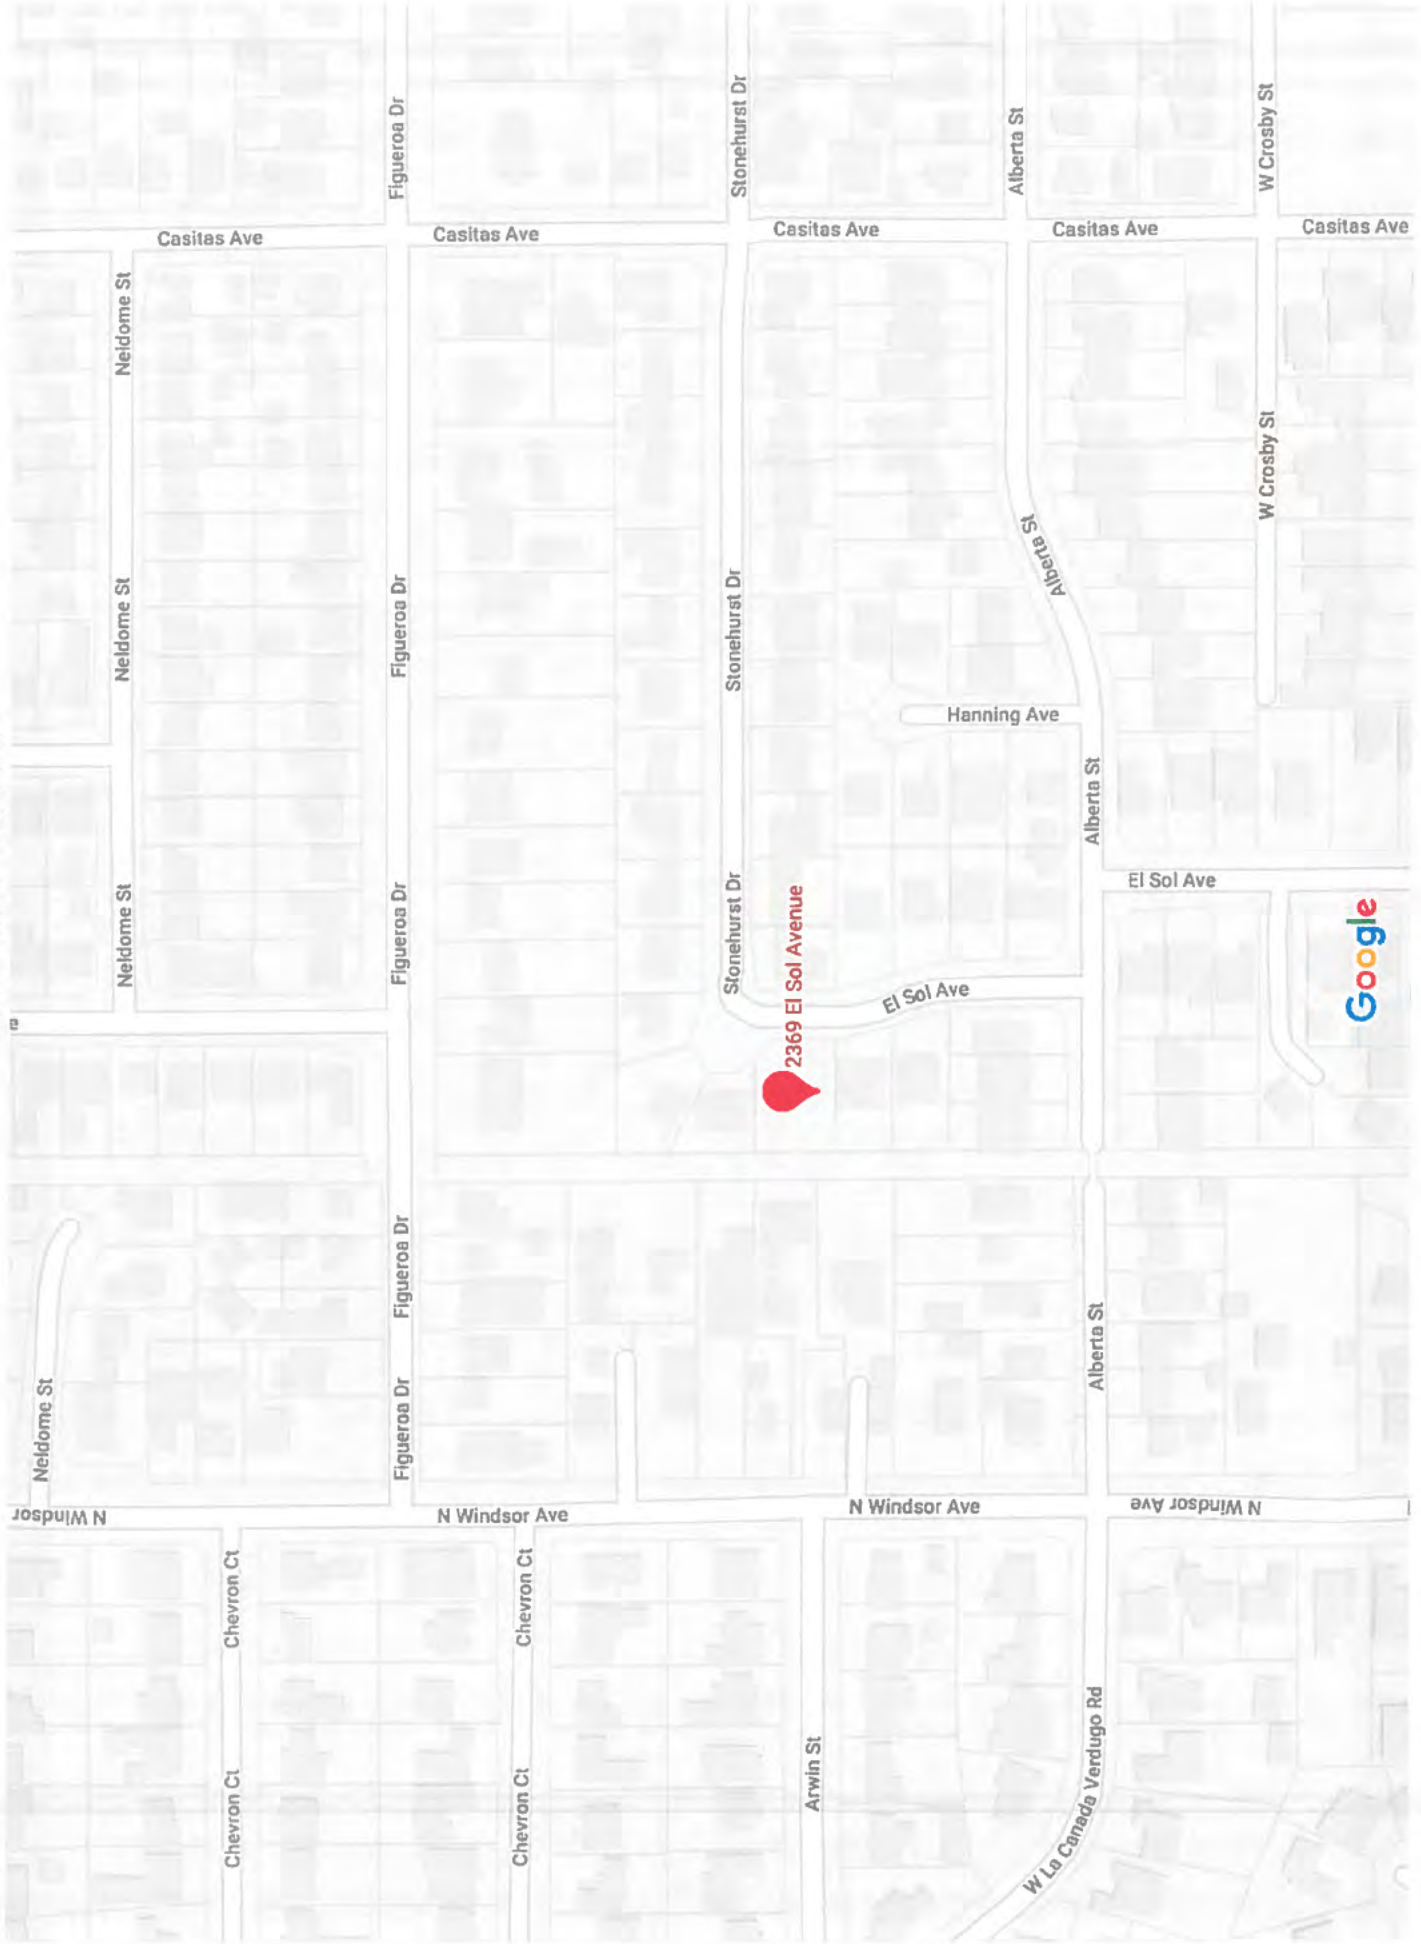 Figueroa Dr
Stonehurst Dr
Alberta St
W Crosby St
Casitas Ave
Casitas Ave
Casitas Ave
Casitas Ave
Casitas Ave
Neldome St
W Crosby St
Alberta St
Neldome St
Figueroa Dr
Stonehurst Dr
Hanning Ave
Alberta St
El Sol Ave
Neldome St
Figueroa Dr
Stonehurst Dr
2369 El Sol Avenue
El Sol Ave
Google
e
Figueroa Dr
Alberta St
Neldome St
Figueroa Dr
N Windsor
N Windsor Ave
N Windsor Ave
N Windsor Ave
Chevron Ct
Chevron Ct
Arwin St
W La Canada Verdugo Rd
Chevron Ct
Chevron Ct